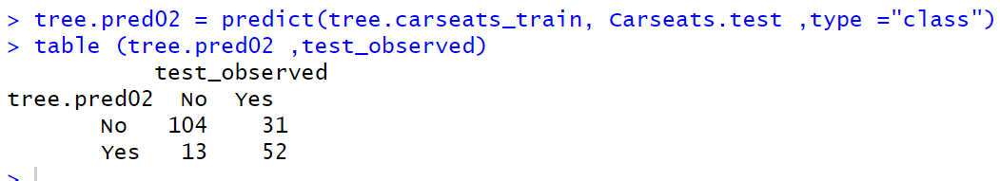 > tree.pred02 = predict(tree.carseats_train, Carseats.test ,type ="class")
> table (tree.pred02 ,test_observed)
           test_observed
tree.pred02  No Yes
        No  104  31
        Yes  13  52
>